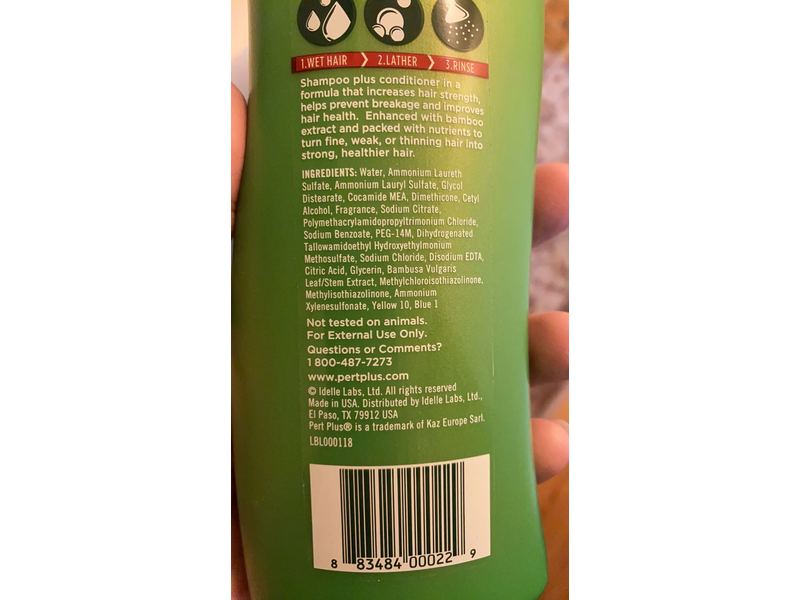 1.WET HAIR 2.LATHER 3.RINSE
Shampoo plus conditioner in a
formula that increases hair strength,
helps prevent breakage and improves
hair health. Enhanced with bamboo
extract and packed with nutrients to
turn fine, weak, or thinning hair into
strong, healthier hair.
INGREDIENTS: Water, Ammonium Laureth
Sulfate, Ammonium Lauryl Sulfate, Glycol
Distearate, Cocamide MEA, Dimethicone, Cetyl
Alcohol, Fragrance, Sodium Citrate,
Polymethacrylamidopropyltrimonium Chloride,
Sodium Benzoate, PEG-14M, Dihydrogenated
Tallowamidoethyl Hydroxyethylmonium
Methosulfate, Sodium Chloride, Disodium EDTA,
Citric Acid, Glycerin, Bambusa Vulgaris
Leaf/Stem Extract, Methylchloroisothiazolinone,
Methylisothiazolinone, Ammonium
Xylenesulfonate, Yellow 10, Blue 1
Not tested on animals.
For External Use Only.
Questions or Comments?
1 800-487-7273
www.pertplus.com
© Idelle Labs, Ltd. All rights reserved
Made in USA. Distributed by Idelle Labs, Ltd.,
El Paso, TX 79912 USA
Pert Plus® is a trademark of Kaz Europe Sarl.
LBL000118
8 83484 00022 9